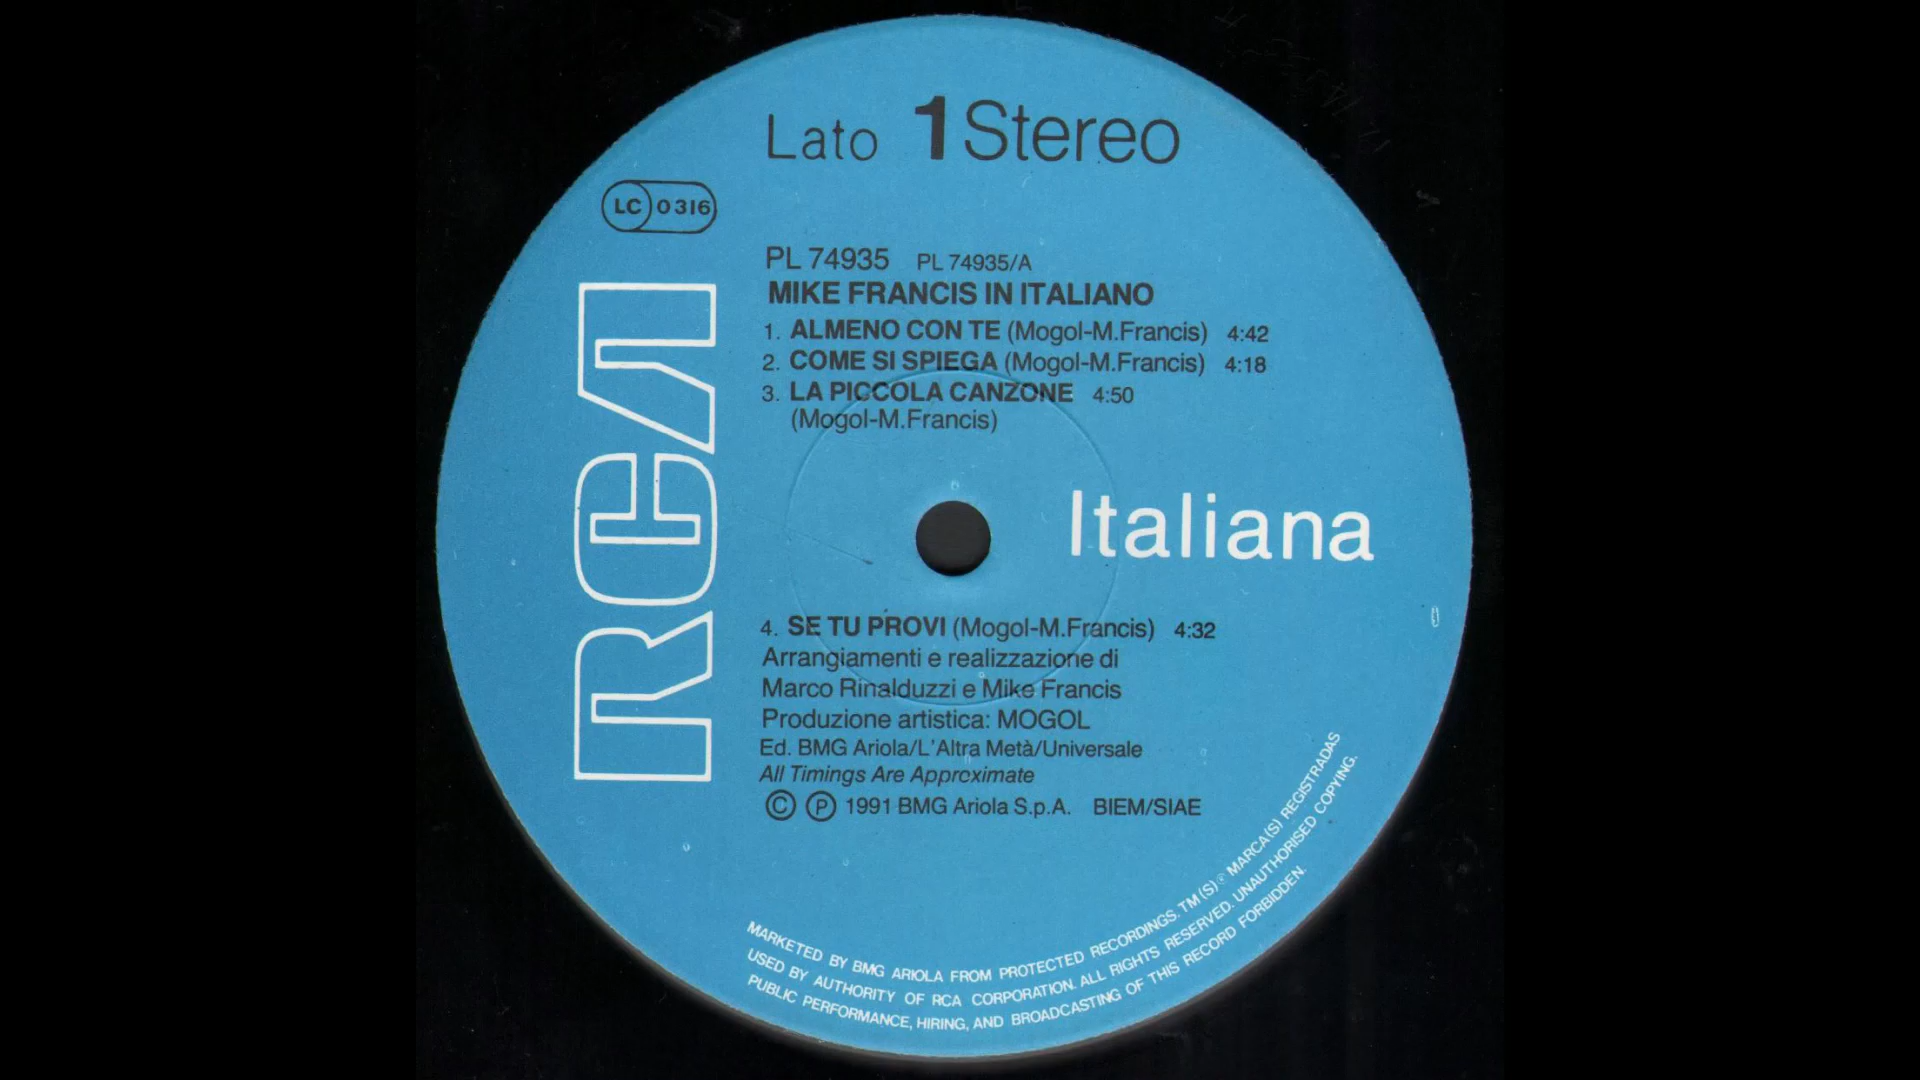 Lato 1 Stereo
LC 0316
PL 74935 PL 74935/A
MIKE FRANCIS IN ITALIANO
1. ALMENO CON TE (Mogol-M.Francis) 4:42
2. COME SI SPIEGA (Mogol-M.Francis) 4:18
3. LA PICCOLA CANZONE 4:50
(Mogol-M.Francis)
RCA
Italiana
4. SE TU PROVI (Mogol-M.Francis) 4:32
Arrangiamenti e realizzazione di
Marco Rinalduzzi e Mike Francis
Produzione artistica: MOGOL
Ed. BMG Ariola/L'Altra Metà/Universale
All Timings Are Approximate
© ℗ 1991 BMG Ariola S.p.A. BIEM/SIAE
MARKETED BY BMG ARIOLA FROM PROTECTED RECORDINGS. TM(S) ® MARCA(S) REGISTRADAS
USED BY AUTHORITY OF RCA CORPORATION. ALL RIGHTS RESERVED. UNAUTHORISED COPYING.
PUBLIC PERFORMANCE, HIRING, AND BROADCASTING OF THIS RECORD FORBIDDEN.